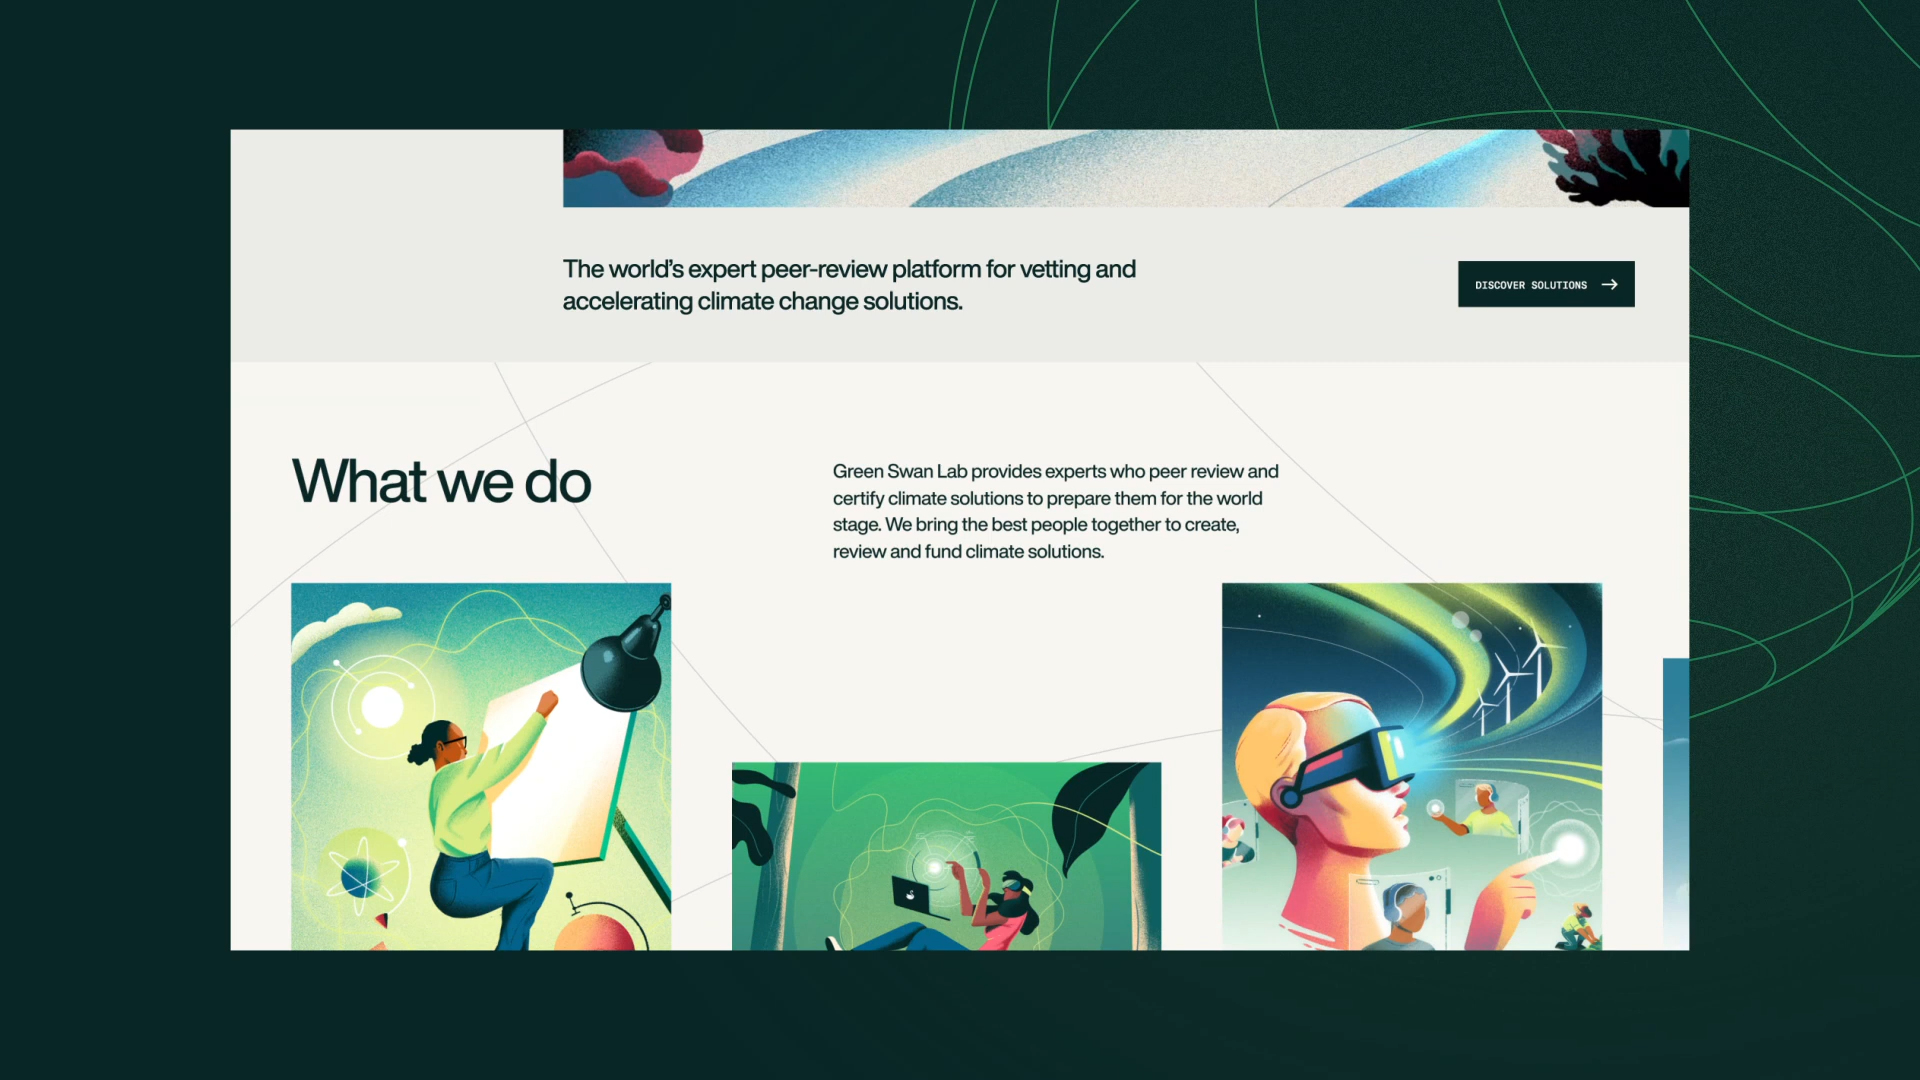 The world’s expert peer-review platform for vetting and
accelerating climate change solutions.
DISCOVER SOLUTIONS
What we do
Green Swan Lab provides experts who peer review and
certify climate solutions to prepare them for the world
stage. We bring the best people together to create,
review and fund climate solutions.